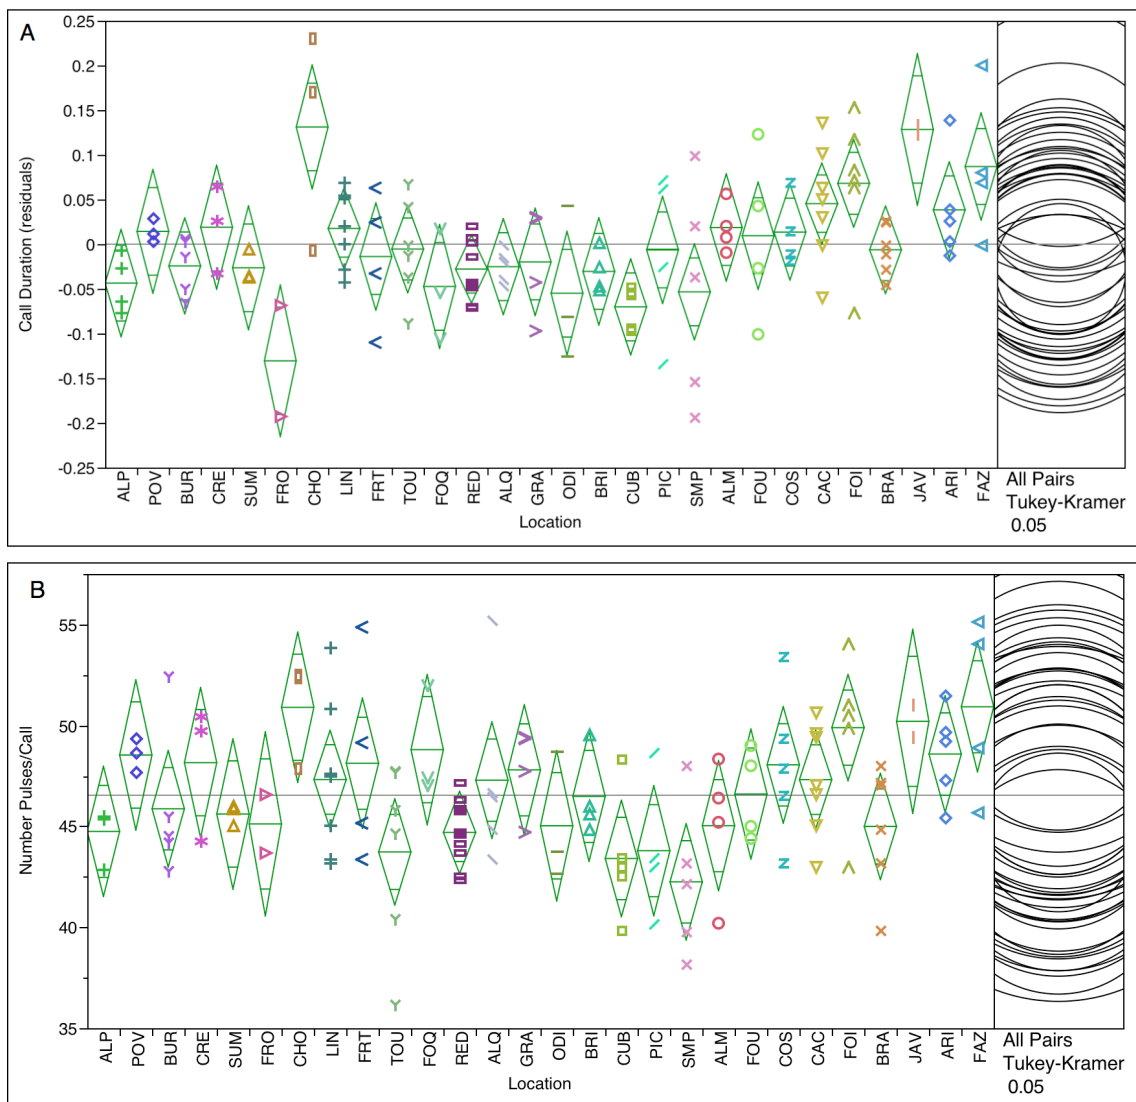 A
0.25
0.2
0.15
0.1
0.05
0
-0.05
-0.1
-0.15
-0.2
-0.25
Call Duration (residuals)
ALP POV BUR CRE SUM FRO CHO LIN FRT TOU FOQ RED ALQ GRA ODI BRI CUB PIC SMP ALM FOU COS CAC FOI BRA JAV ARI FAZ
Location
All Pairs
Tukey-Kramer
0.05
B
55
50
45
40
35
Number Pulses/Call
ALP POV BUR CRE SUM FRO CHO LIN FRT TOU FOQ RED ALQ GRA ODI BRI CUB PIC SMP ALM FOU COS CAC FOI BRA JAV ARI FAZ
Location
All Pairs
Tukey-Kramer
0.05